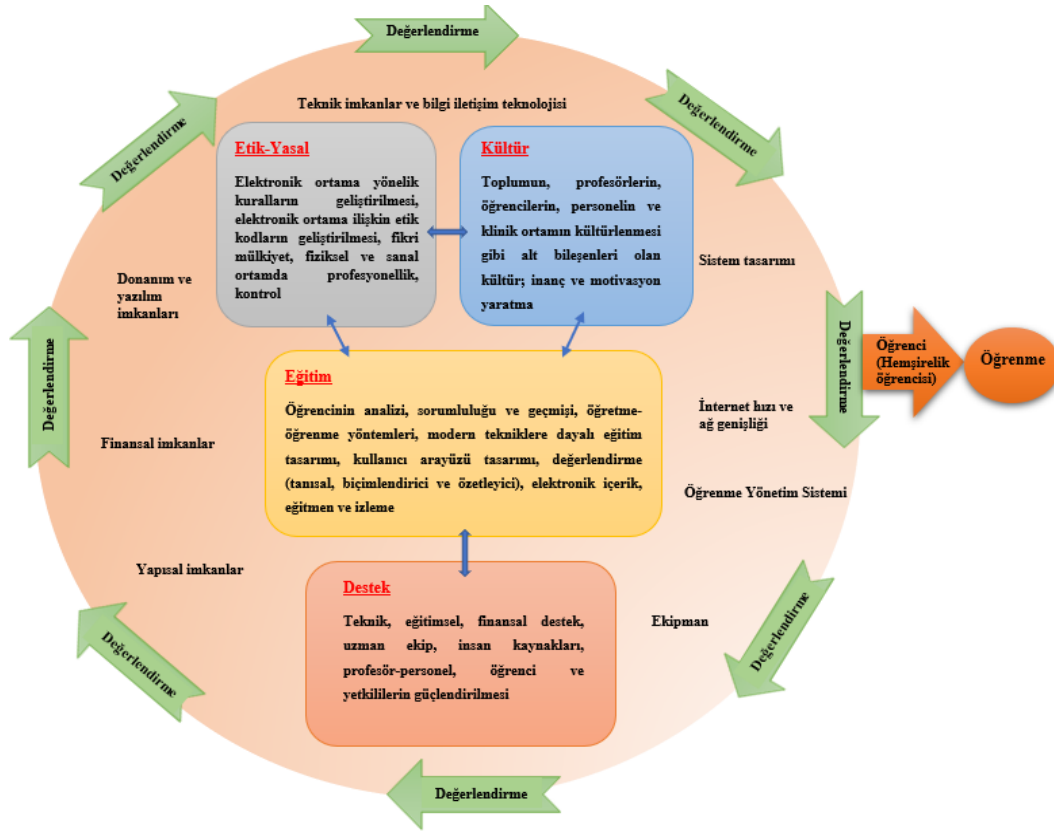 Değerlendirme
Değerlendirme
Değerlendirme
Teknik imkanlar ve bilgi iletişim teknolojisi
Etik-Yasal
Elektronik ortama yönelik
kuralların geliştirilmesi,
elektronik ortama ilişkin etik
kodların geliştirilmesi, fikri
mülkiyet, fiziksel ve sanal
ortamda profesyonellik,
kontrol
Kültür
Toplumun, profesörlerin,
öğrencilerin, personelin ve
klinik ortamın kültürlenmesi
gibi alt bileşenleri olan
kültür; inanç ve motivasyon
yaratma
Sistem tasarımı
Donanım ve
yazılım
imkanları
Değerlendirme
Değerlendirme
Öğrenci
(Hemşirelik
öğrencisi)
Öğrenme
Eğitim
Öğrencinin analizi, sorumluluğu ve geçmişi, öğretme-
öğrenme yöntemleri, modern tekniklere dayalı eğitim
tasarımı, kullanıcı arayüzü tasarımı, değerlendirme
(tanısal, biçimlendirici ve özetleyici), elektronik içerik,
eğitmen ve izleme
İnternet hızı ve
ağ genişliği
Finansal imkanlar
Öğrenme Yönetim Sistemi
Yapısal imkanlar
Destek
Teknik, eğitimsel, finansal destek,
uzman ekip, insan kaynakları,
profesör-personel, öğrenci ve
yetkililerin güçlendirilmesi
Ekipman
Değerlendirme
Değerlendirme
Değerlendirme